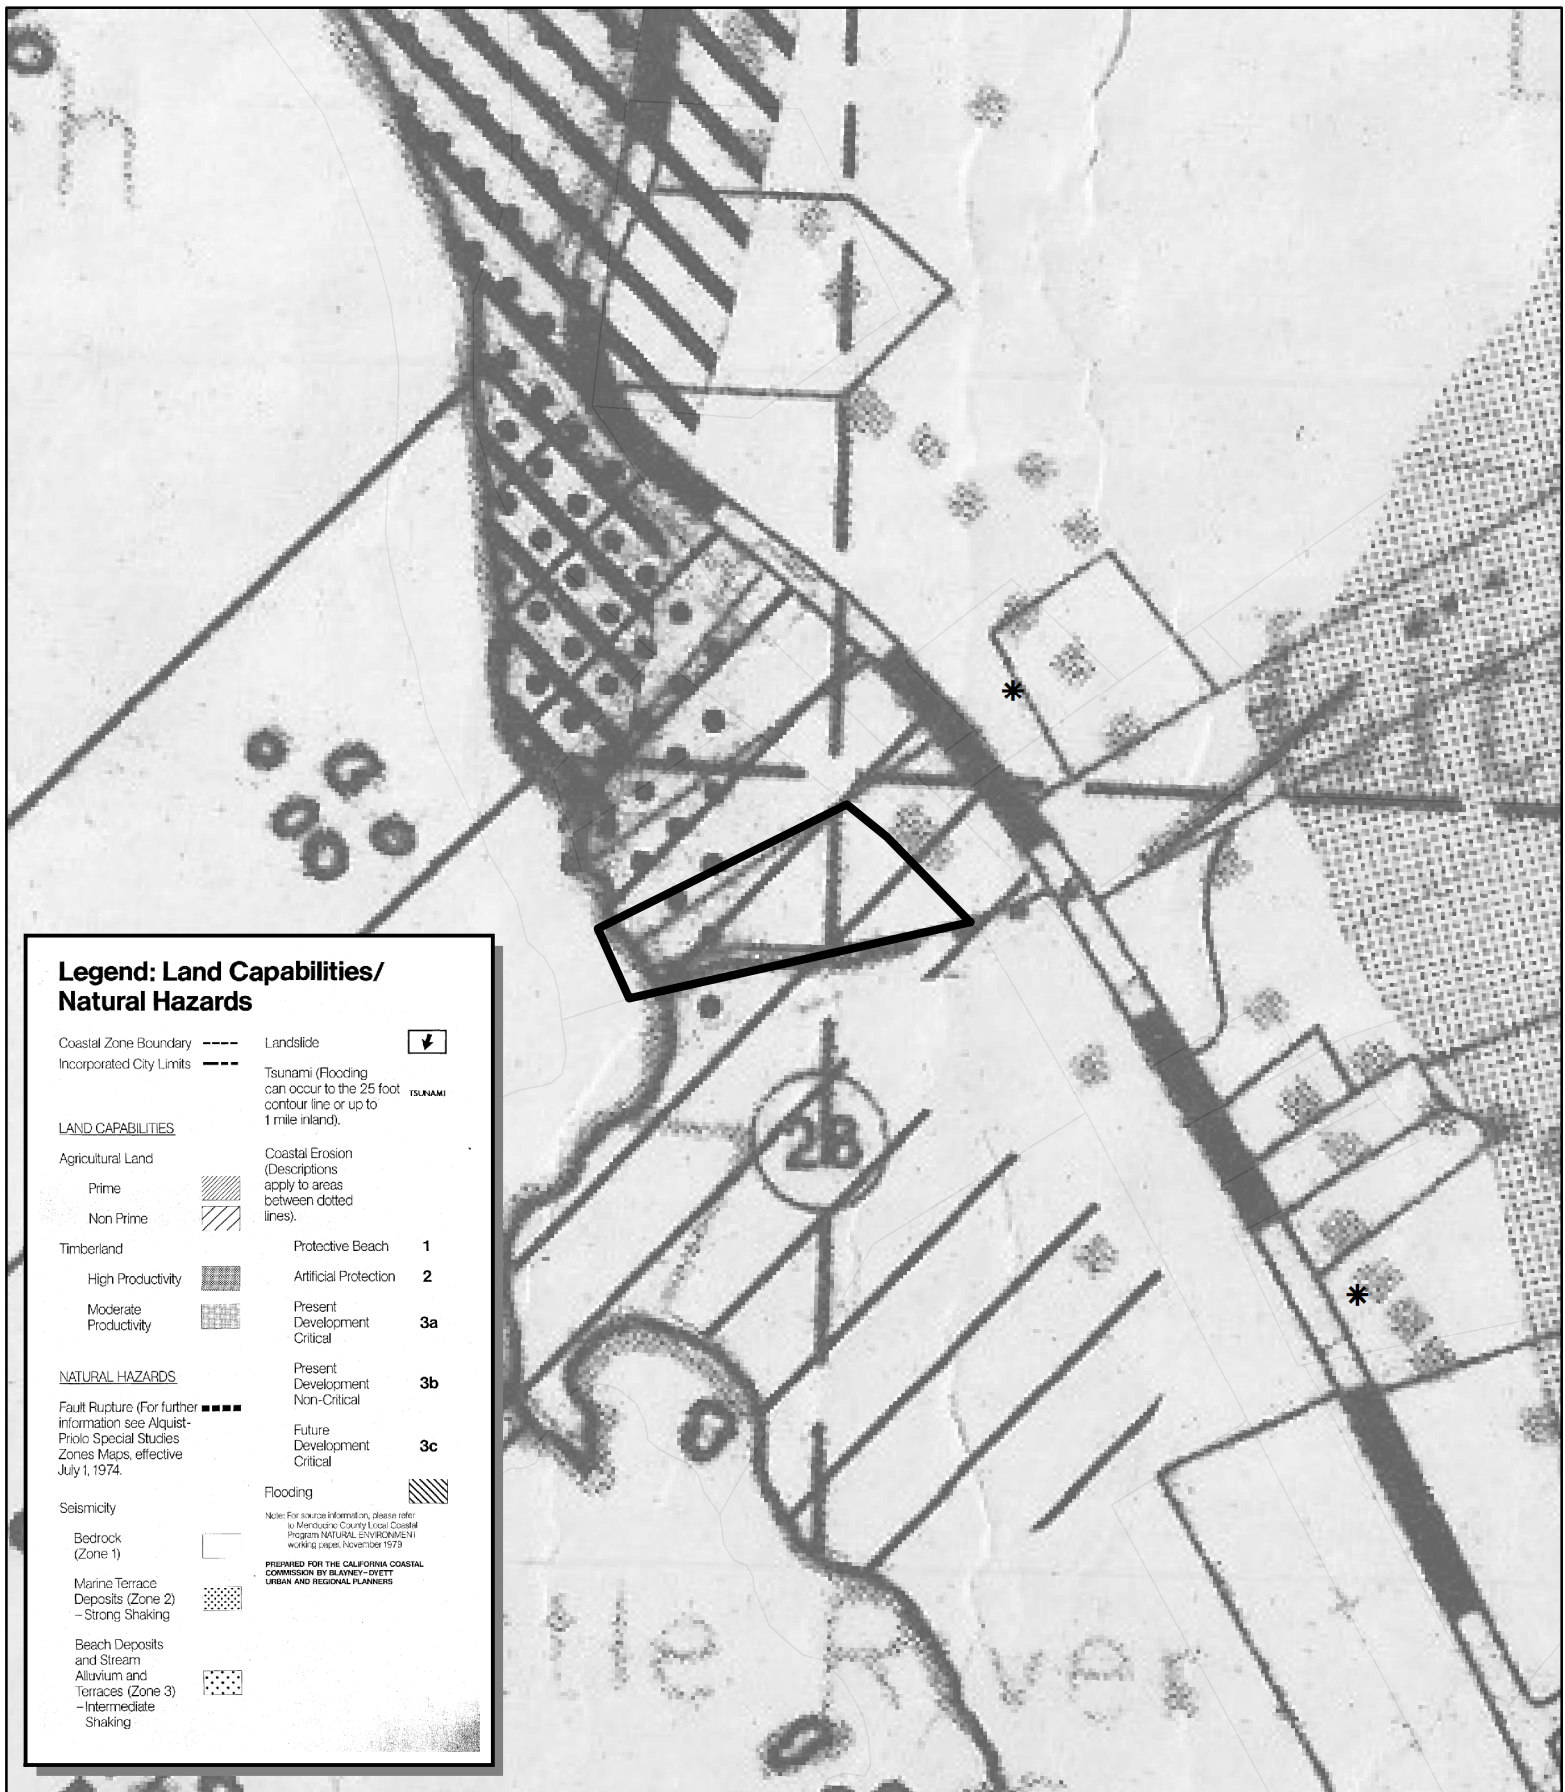 h
Legend: Land Capabilities/
Natural Hazards
Coastal Zone Boundary
Incorporated City Limits
LAND CAPABILITIES
Agricultural Land
Prime
Non Prime
Timberland
High Productivity
Moderate
Productivity
NATURAL HAZARDS
Fault Rupture (For further
information see Alquist-
Priolo Special Studies
Zones Maps, effective
July 1, 1974.
Seismicity
Bedrock
(Zone 1)
Marine Terrace
Deposits (Zone 2)
–Strong Shaking
Beach Deposits
and Stream
Alluvium and
Terraces (Zone 3)
–Intermediate
Shaking
Landslide
Tsunami (Flooding
can occur to the 25 foot
contour line or up to
1 mile inland).
TSUNAMI
Coastal Erosion
(Descriptions
apply to areas
between dotted
lines).
Protective Beach 1
Artificial Protection 2
Present
Development
Critical
3a
Present
Development
Non-Critical
3b
Future
Development
Critical
3c
Flooding
Note: For source information, please refer
to Mendocino County Local Coastal
Program NATURAL ENVIRONMENT
working paper, November 1979
PREPARED FOR THE CALIFORNIA COASTAL
COMMISSION BY BLAYNEY–DYETT
URBAN AND REGIONAL PLANNERS
28
River